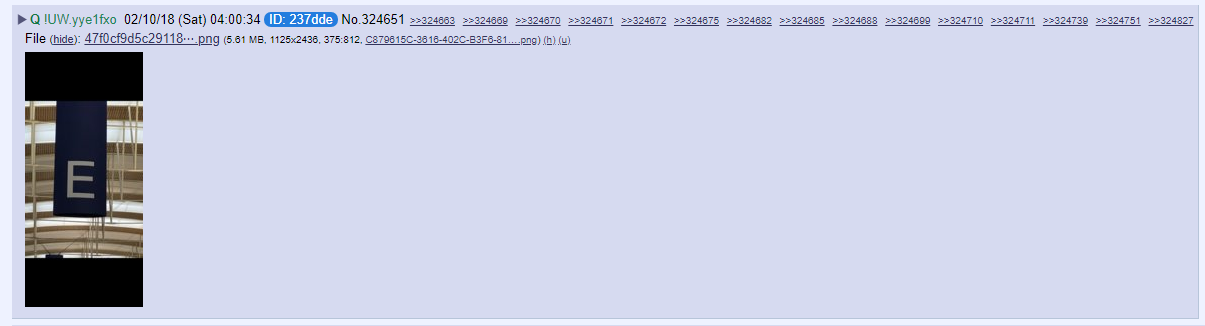 ▶ Q !UW.yye1fxo 02/10/18 (Sat) 04:00:34 ID: 237dde No.324651 >>324663 >>324669 >>324670 >>324671 >>324672 >>324675 >>324682 >>324685 >>324688 >>324699 >>324710 >>324711 >>324739 >>324751 >>324827
File (hide): 47f0cf9d5c29118⋯.png (5.61 MB, 1125x2436, 375:812, C879615C-3616-402C-B3F6-81….png) (h) (u)
E